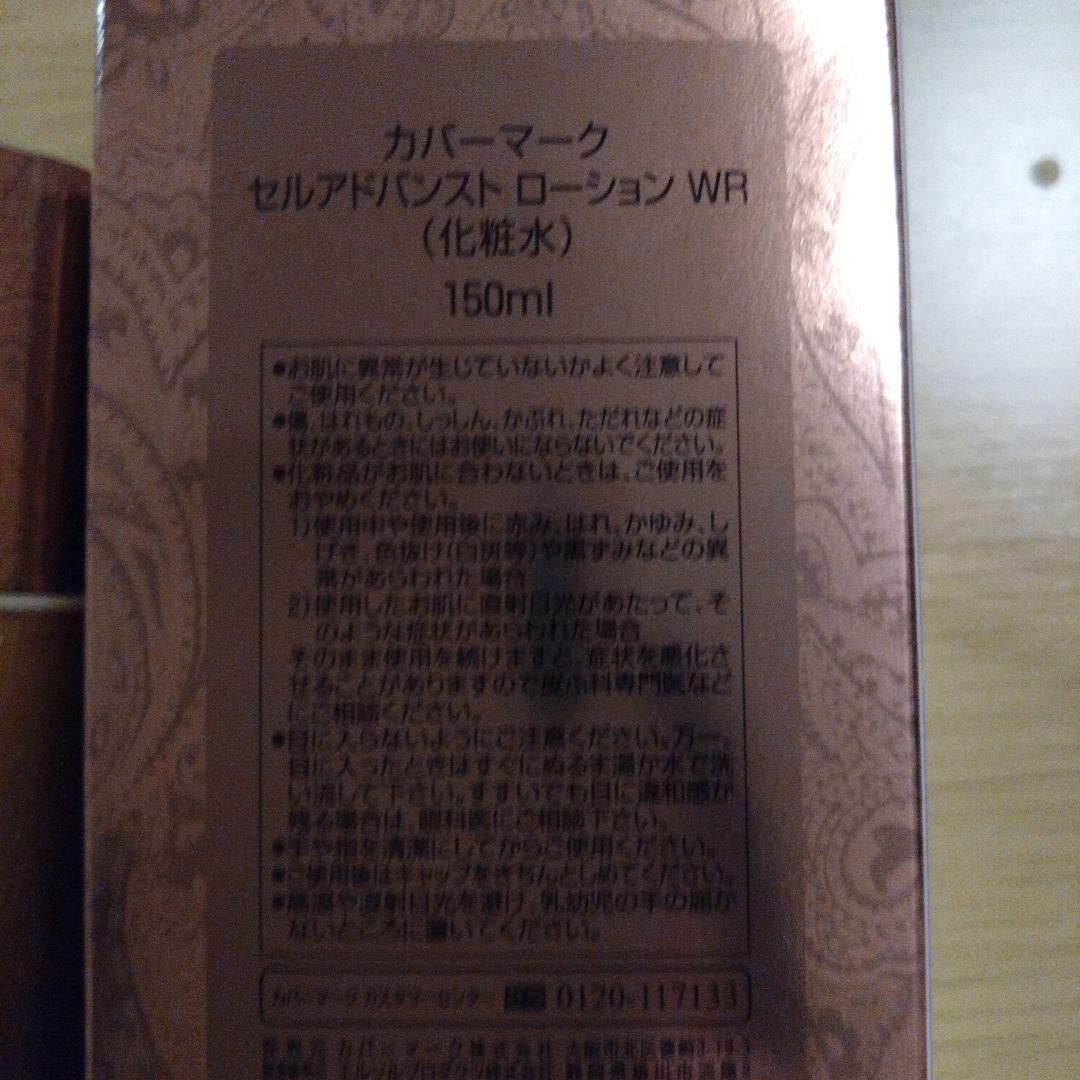 カバーマーク
セルアドバンスト ローション WR
(化粧水)
150ml
●お肌に異常が生じていないかよく注意して
ご使用ください。
●傷、はれもの、しっしん、かぶれ、ただれなどの症
状があるときにはお使いにならないでください。
●化粧品がお肌に合わないときは、ご使用を
おやめください。
1)使用中や使用後に赤み、はれ、かゆみ、し
げき、色抜け(白斑等)や黒ずみなどの異
常があらわれた場合
2)使用したお肌に直射日光があたって、そ
のような症状があらわれた場合
そのまま使用を続けますと、症状を悪化さ
せることがありますので皮ふ科専門医など
にご相談ください。
●目に入らないようにご注意ください。万一、
目に入ったときはすぐにぬるま湯か水で洗
い流して下さい。すすいでも目に違和感が
残る場合は、眼科医にご相談下さい。
●手や指を清潔にしてからご使用ください。
●ご使用後はキャップをきちんとしめてください。
●高温や直射日光を避け、乳幼児の手の届か
ないところに置いてください。
カバーマーク カスタマーセンター 0120-117133
発売元 カバーマーク株式会社 大阪市北区